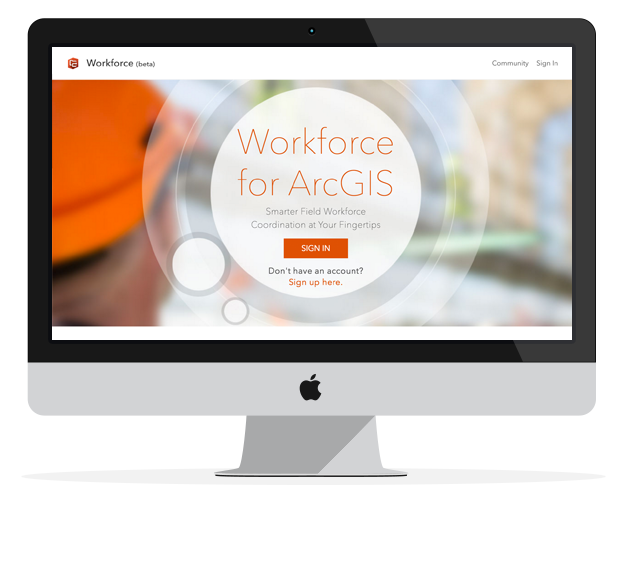 Workforce (beta)
Community Sign In
Workforce
for ArcGIS
Smarter Field Workforce
Coordination at Your Fingertips
SIGN IN
Don't have an account?
Sign up here.